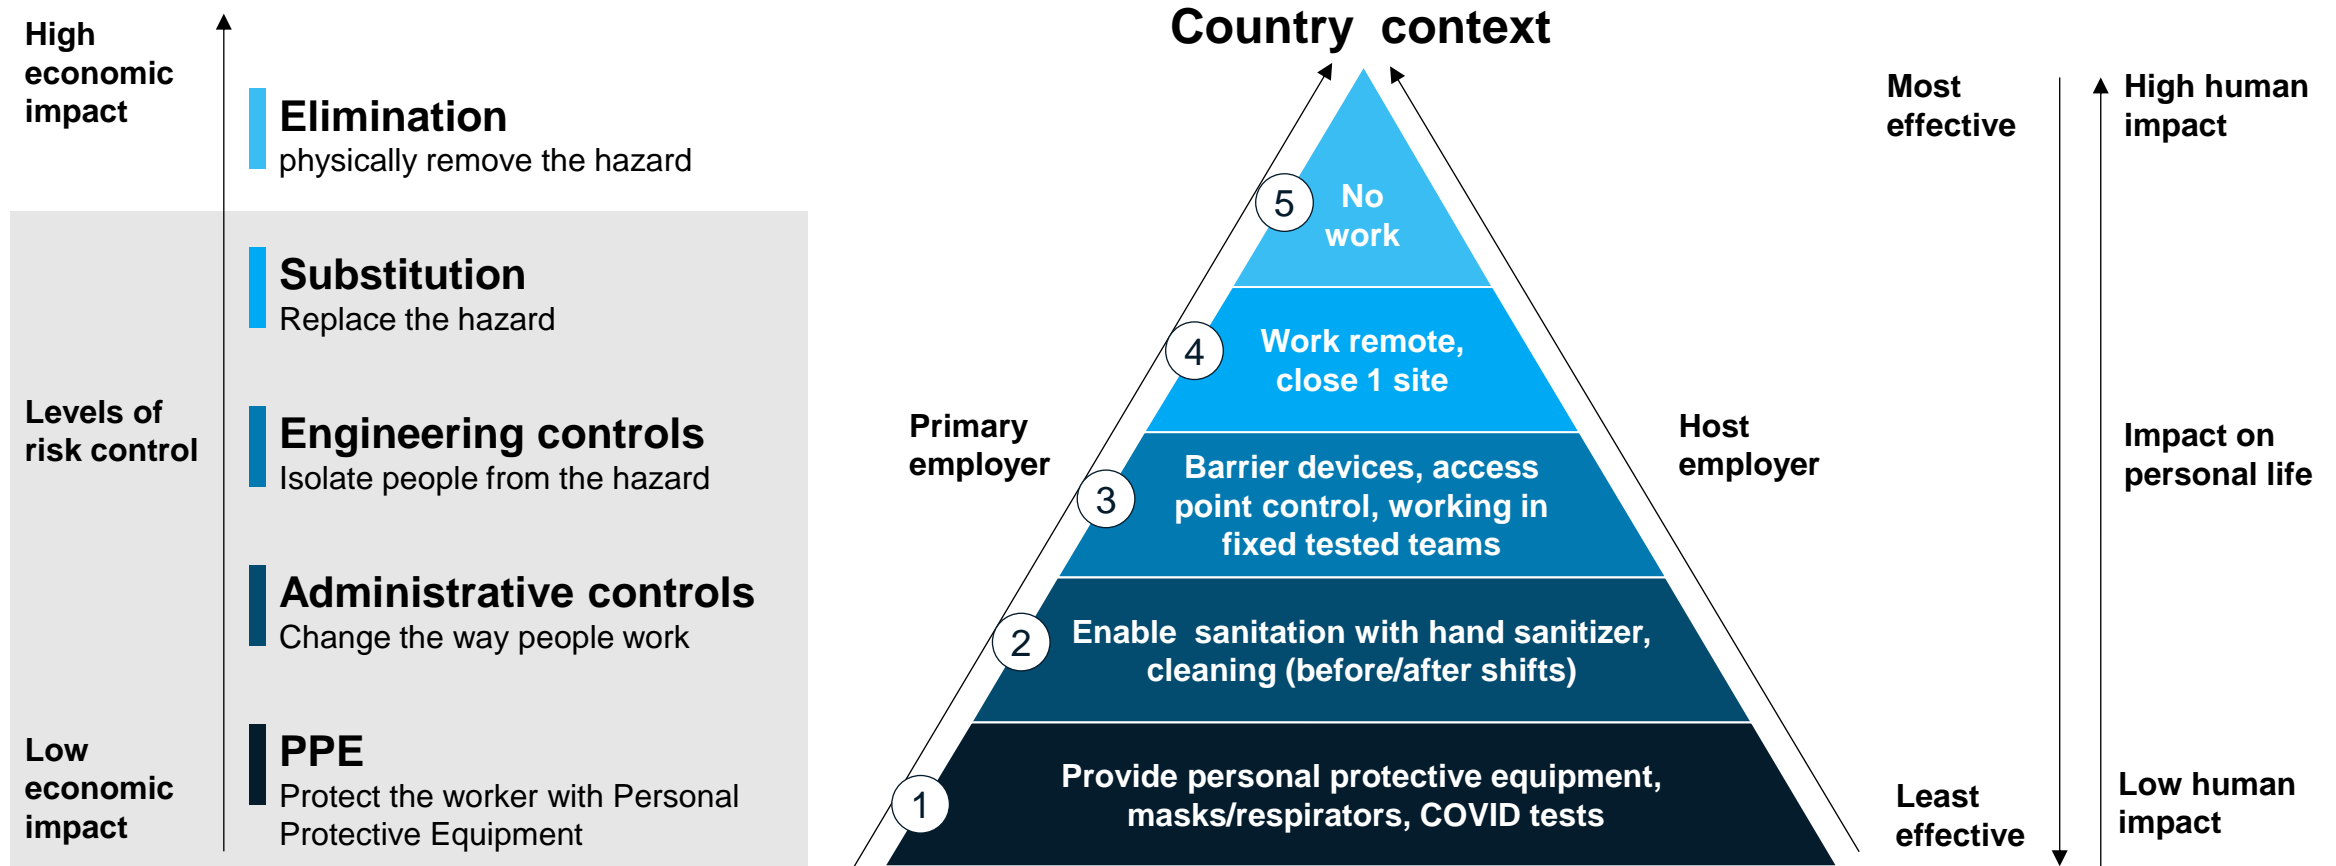 High
economic
impact
Elimination
physically remove the hazard
Substitution
Replace the hazard
Levels of
risk control
Engineering controls
Isolate people from the hazard
Administrative controls
Change the way people work
Low
economic
impact
PPE
Protect the worker with Personal
Protective Equipment
Country context
5
No
work
4
Work remote,
close 1 site
Primary
employer
Host
employer
3
Barrier devices, access
point control, working in
fixed tested teams
2
Enable sanitation with hand sanitizer,
cleaning (before/after shifts)
1
Provide personal protective equipment,
masks/respirators, COVID tests
Most
effective
Least
effective
High human
impact
Impact on
personal life
Low human
impact